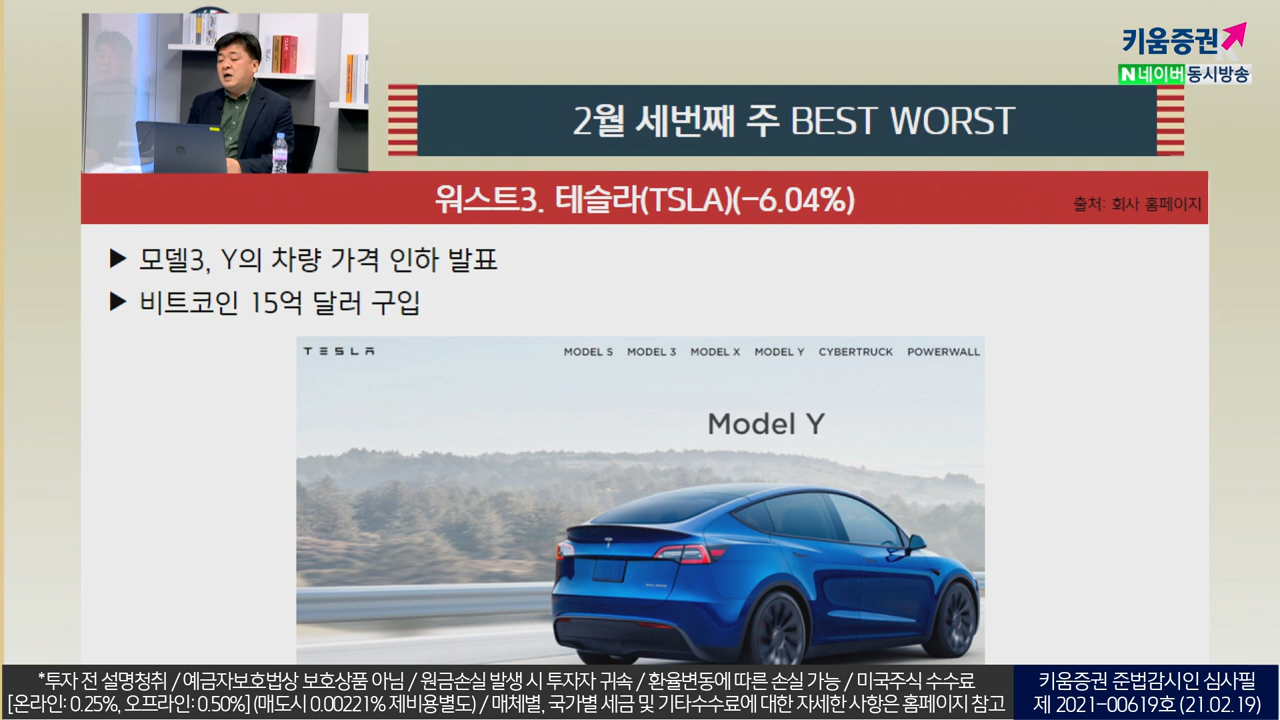 키움증권
N 네이버 동시방송
2월 세번째 주 BEST WORST
워스트3. 테슬라(TSLA)(-6.04%)
출처: 회사 홈페이지
▶ 모델3, Y의 차량 가격 인하 발표
▶ 비트코인 15억 달러 구입
TESLA
MODEL S MODEL 3 MODEL X MODEL Y CYBERTRUCK POWERWALL
Model Y
*투자 전 설명청취 / 예금자보호법상 보호상품 아님 / 원금손실 발생 시 투자자 귀속 / 환율변동에 따른 손실 가능 / 미국주식 수수료
[온라인: 0.25%, 오프라인: 0.50%] (매도시 0.00221% 제비용별도) / 매체별, 국가별 세금 및 기타수수료에 대한 자세한 사항은 홈페이지 참고
키움증권 준법감시인 심사필
제 2021-00619호 (21.02.19)